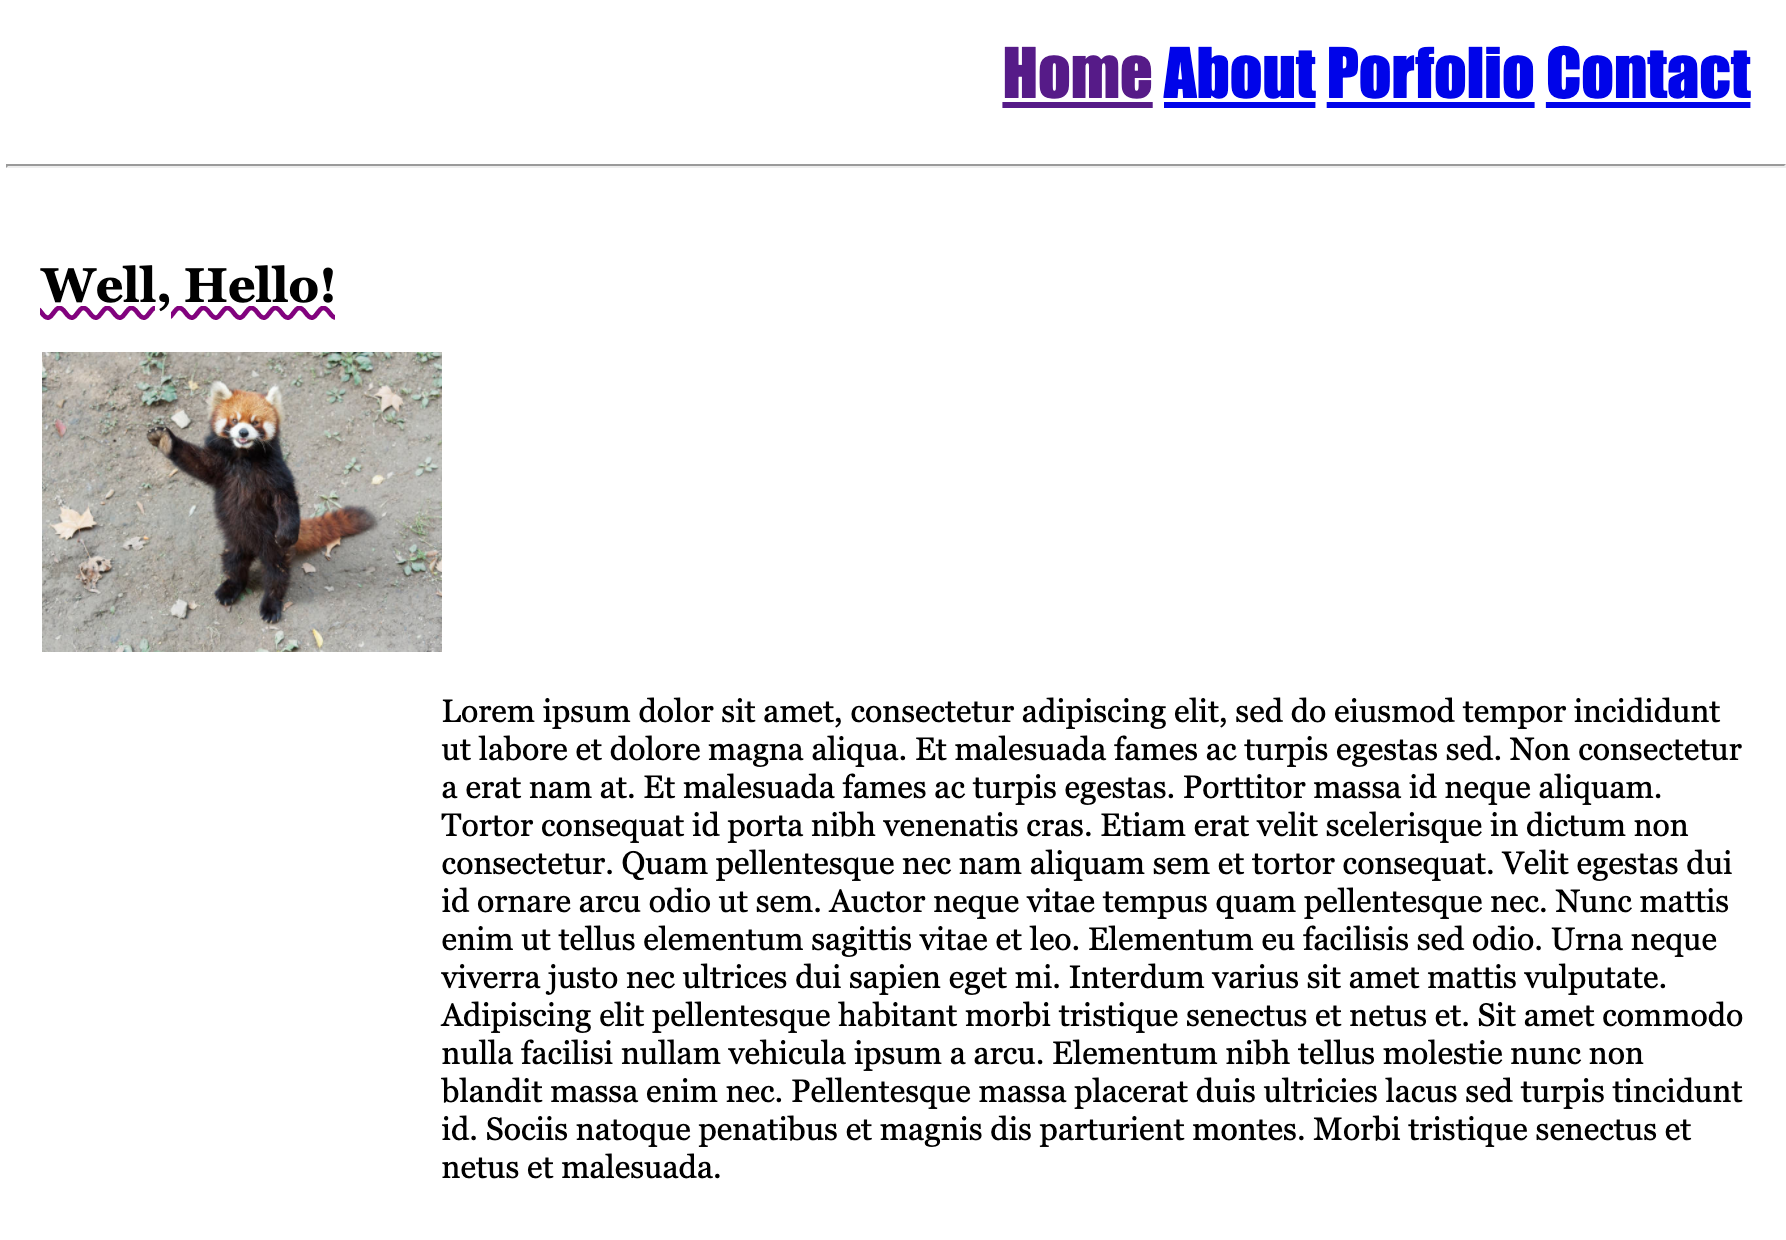 Home About Porfolio Contact
Well, Hello!
Lorem ipsum dolor sit amet, consectetur adipiscing elit, sed do eiusmod tempor incididunt
ut labore et dolore magna aliqua. Et malesuada fames ac turpis egestas sed. Non consectetur
a erat nam at. Et malesuada fames ac turpis egestas. Porttitor massa id neque aliquam.
Tortor consequat id porta nibh venenatis cras. Etiam erat velit scelerisque in dictum non
consectetur. Quam pellentesque nec nam aliquam sem et tortor consequat. Velit egestas dui
id ornare arcu odio ut sem. Auctor neque vitae tempus quam pellentesque nec. Nunc mattis
enim ut tellus elementum sagittis vitae et leo. Elementum eu facilisis sed odio. Urna neque
viverra justo nec ultrices dui sapien eget mi. Interdum varius sit amet mattis vulputate.
Adipiscing elit pellentesque habitant morbi tristique senectus et netus et. Sit amet commodo
nulla facilisi nullam vehicula ipsum a arcu. Elementum nibh tellus molestie nunc non
blandit massa enim nec. Pellentesque massa placerat duis ultricies lacus sed turpis tincidunt
id. Sociis natoque penatibus et magnis dis parturient montes. Morbi tristique senectus et
netus et malesuada.